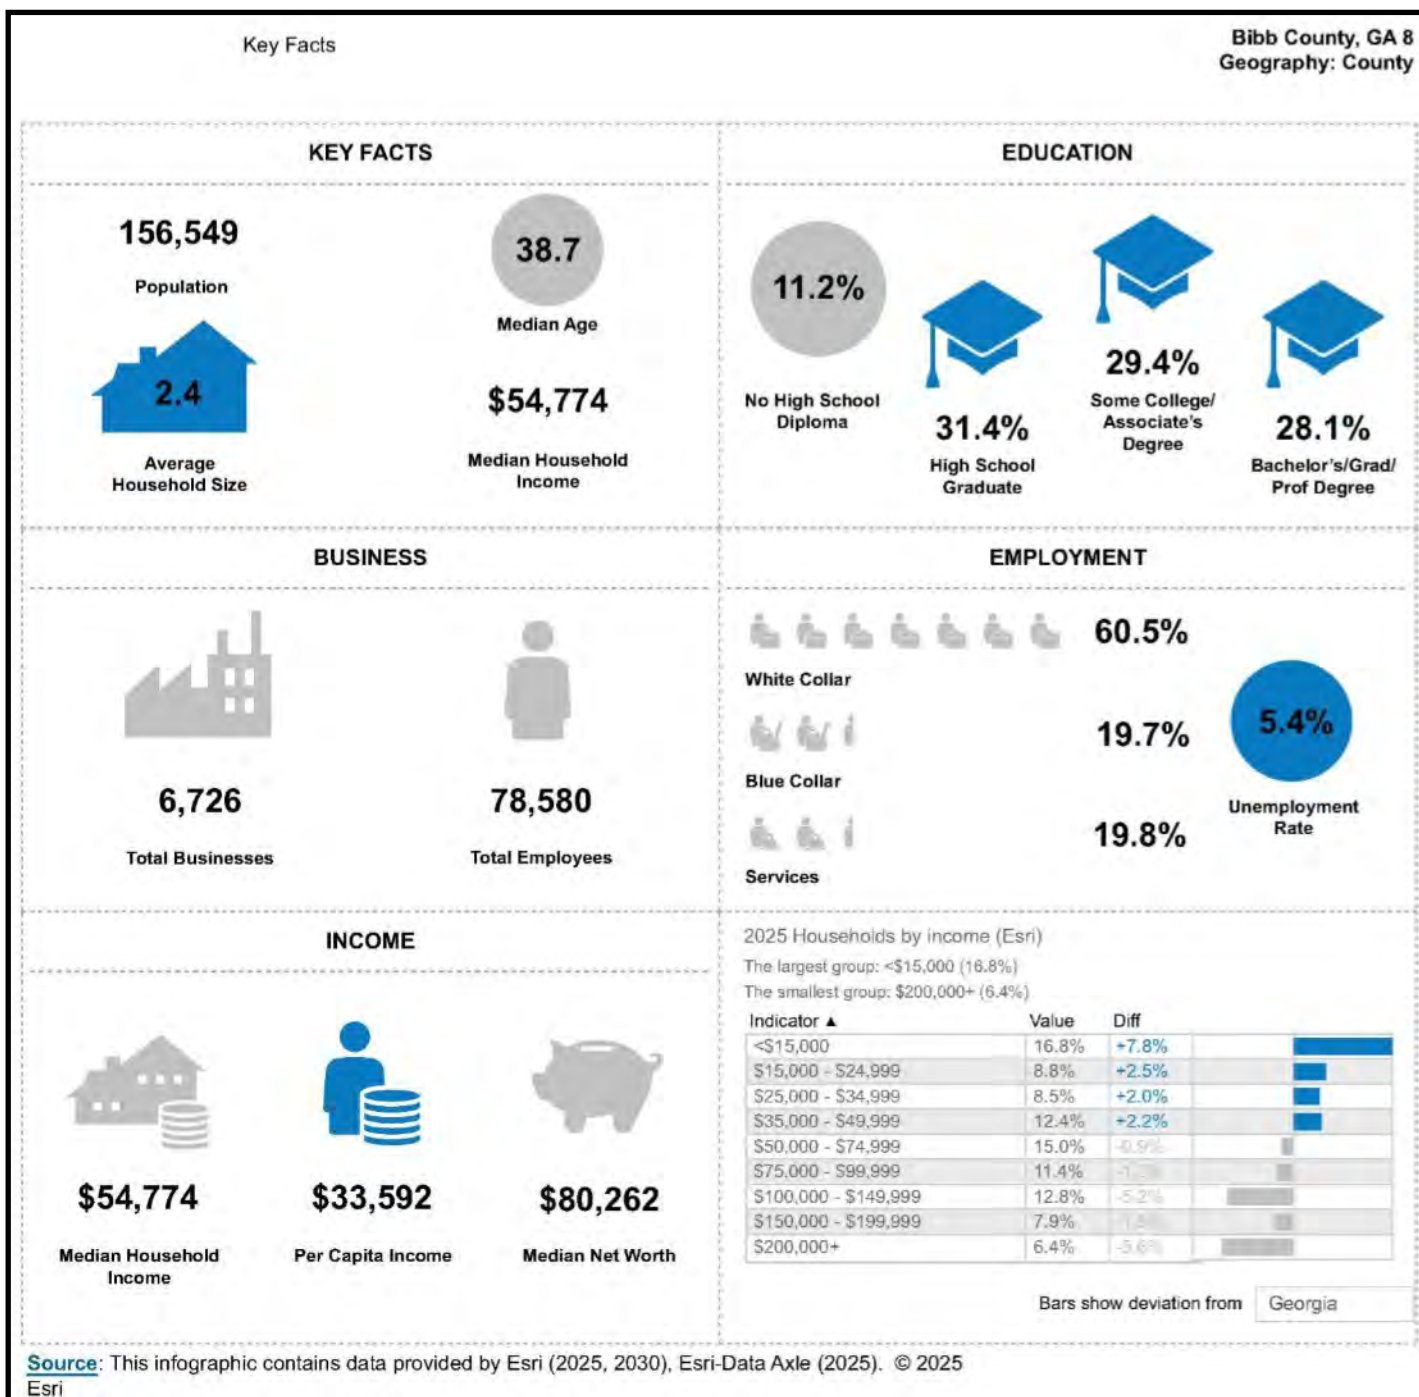 Key Facts
Bibb County, GA 8
Geography: County
KEY FACTS
156,549
Population
38.7
Median Age
2.4
Average
Household Size
$54,774
Median Household
Income
EDUCATION
11.2%
No High School
Diploma
31.4%
High School
Graduate
29.4%
Some College/
Associate's
Degree
28.1%
Bachelor's/Grad/
Prof Degree
BUSINESS
6,726
Total Businesses
78,580
Total Employees
EMPLOYMENT
60.5%
White Collar
19.7%
Blue Collar
19.8%
Services
5.4%
Unemployment
Rate
INCOME
$54,774
Median Household
Income
$33,592
Per Capita Income
$80,262
Median Net Worth
2025 Households by income (Esri)
The largest group: <$15,000 (16.8%)
The smallest group: $200,000+ (6.4%)
Indicator ▲ Value Diff
<$15,000 16.8% +7.8%
$15,000 - $24,999 8.8% +2.5%
$25,000 - $34,999 8.5% +2.0%
$35,000 - $49,999 12.4% +2.2%
$50,000 - $74,999 15.0% -0.9%
$75,000 - $99,999 11.4%
$100,000 - $149,999 12.8% -5.2%
$150,000 - $199,999 7.9%
$200,000+ 6.4% -5.6%
Bars show deviation from Georgia
Source: This infographic contains data provided by Esri (2025, 2030), Esri-Data Axle (2025). © 2025
Esri